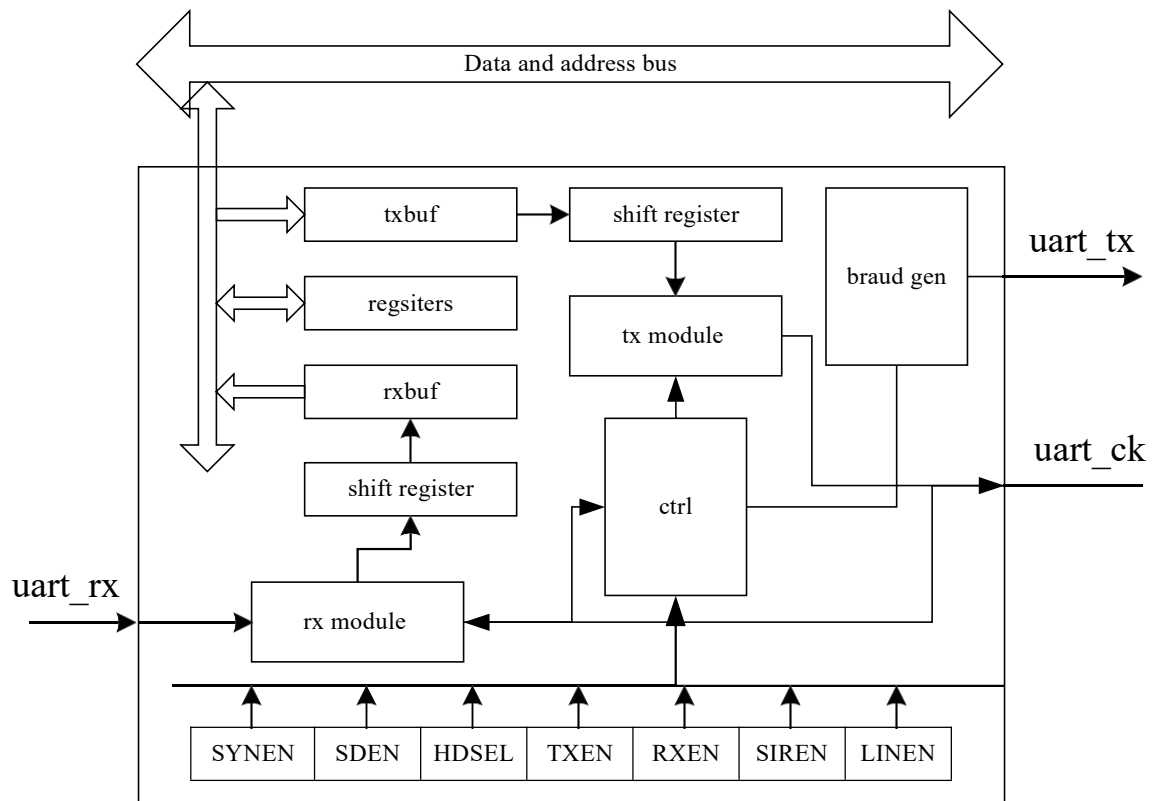 Data and address bus
txbuf
shift register
uart_tx
braud gen
regsiters
tx module
rxbuf
uart_ck
shift register
ctrl
uart_rx
rx module
SYNEN
SDEN
HDSEL
TXEN
RXEN
SIREN
LINEN